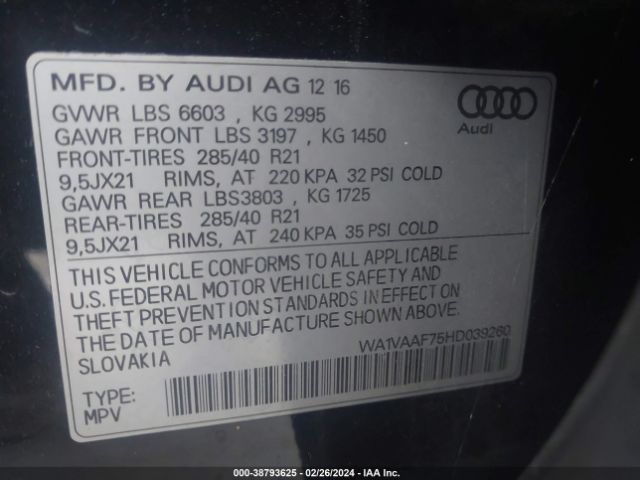 MFD. BY AUDI AG 12 16
Audi
GVWR LBS 6603 , KG 2995
GAWR FRONT LBS 3197 , KG 1450
FRONT-TIRES 285/40 R21
9,5JX21 RIMS, AT 220 KPA 32 PSI COLD
GAWR REAR LBS3803 , KG 1725
REAR-TIRES 285/40 R21
9,5JX21 RIMS, AT 240 KPA 35 PSI COLD
THIS VEHICLE CONFORMS TO ALL APPLICABLE
U.S. FEDERAL MOTOR VEHICLE SAFETY AND
THEFT PREVENTION STANDARDS IN EFFECT ON
THE DATE OF MANUFACTURE SHOWN ABOVE.
SLOVAKIA
WA1VAAF75HD039260
TYPE:
MPV
000-38793625 - 02/26/2024 - IAA Inc.